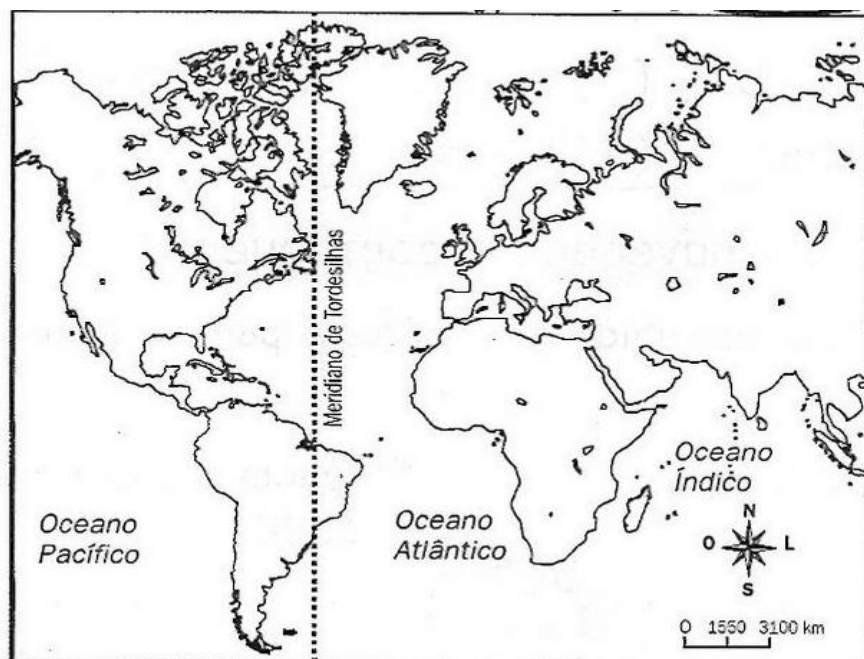 Meridiano de Tordesilhas
Oceano
Pacífico
Oceano
Atlântico
Oceano
Índico
N
O
L
S
0 1550 3100 km